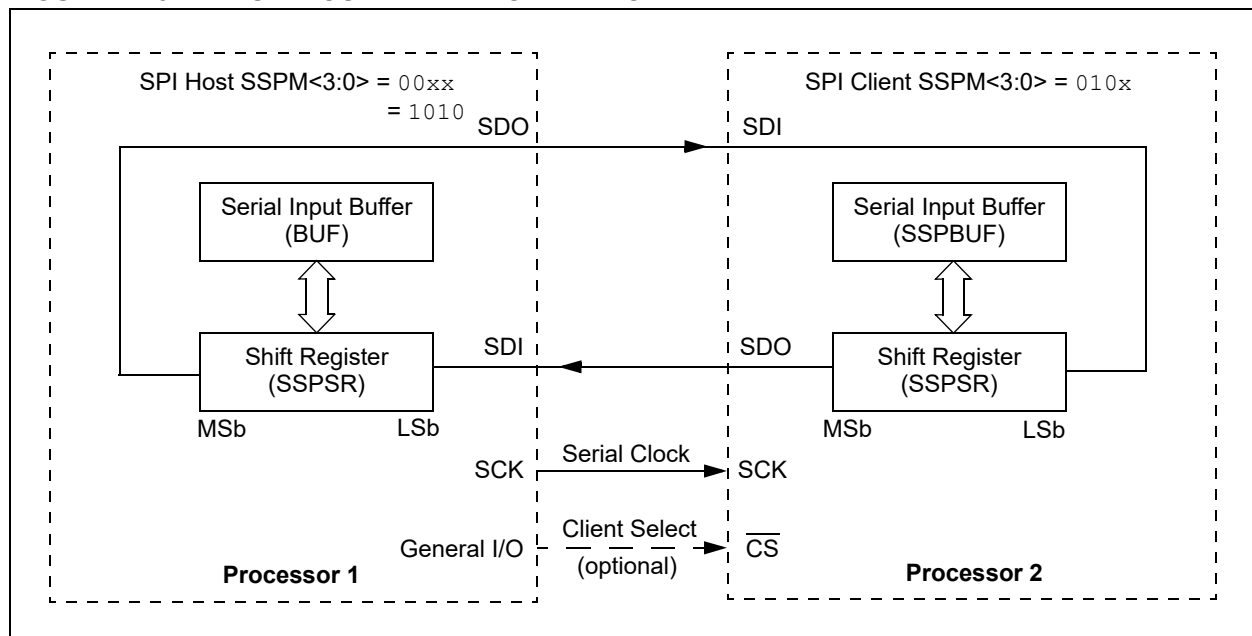 SPI Host SSPM<3:0> = 00xx
= 1010
SPI Client SSPM<3:0> = 010x
SDO
SDI
Serial Input Buffer
(BUF)
Serial Input Buffer
(SSPBUF)
Shift Register
(SSPSR)
SDI
SDO
Shift Register
(SSPSR)
MSb
LSb
MSb
LSb
SCK
Serial Clock
SCK
General I/O
Client Select
(optional)
C̅S̅
Processor 1
Processor 2